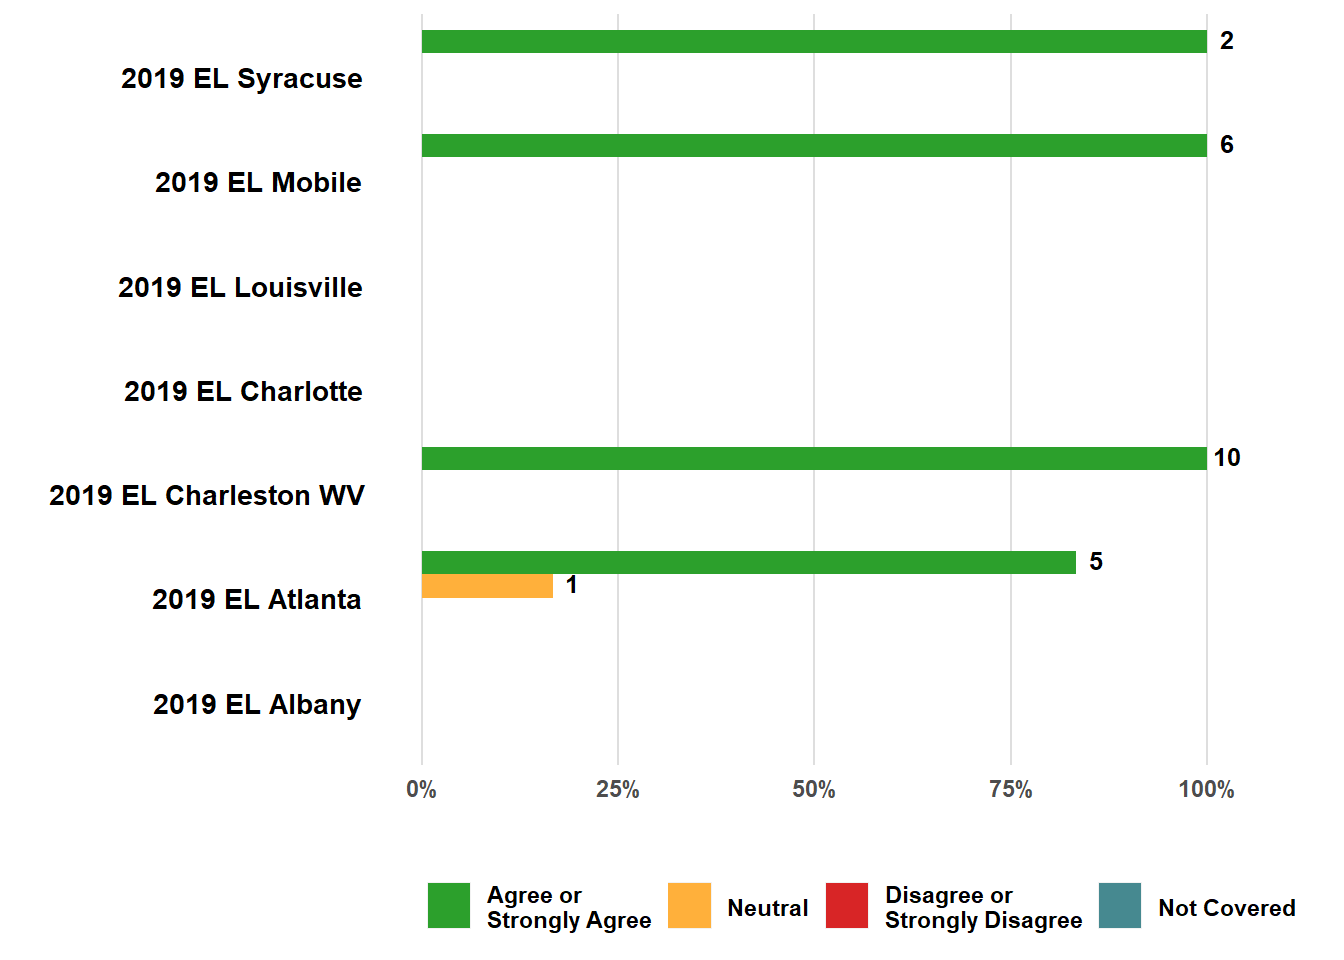 2
2019 EL Syracuse
6
2019 EL Mobile
2019 EL Louisville
2019 EL Charlotte
10
2019 EL Charleston WV
5
1
2019 EL Atlanta
2019 EL Albany
0% 25% 50% 75% 100%
Agree or
Strongly Agree
Neutral
Disagree or
Strongly Disagree
Not Covered